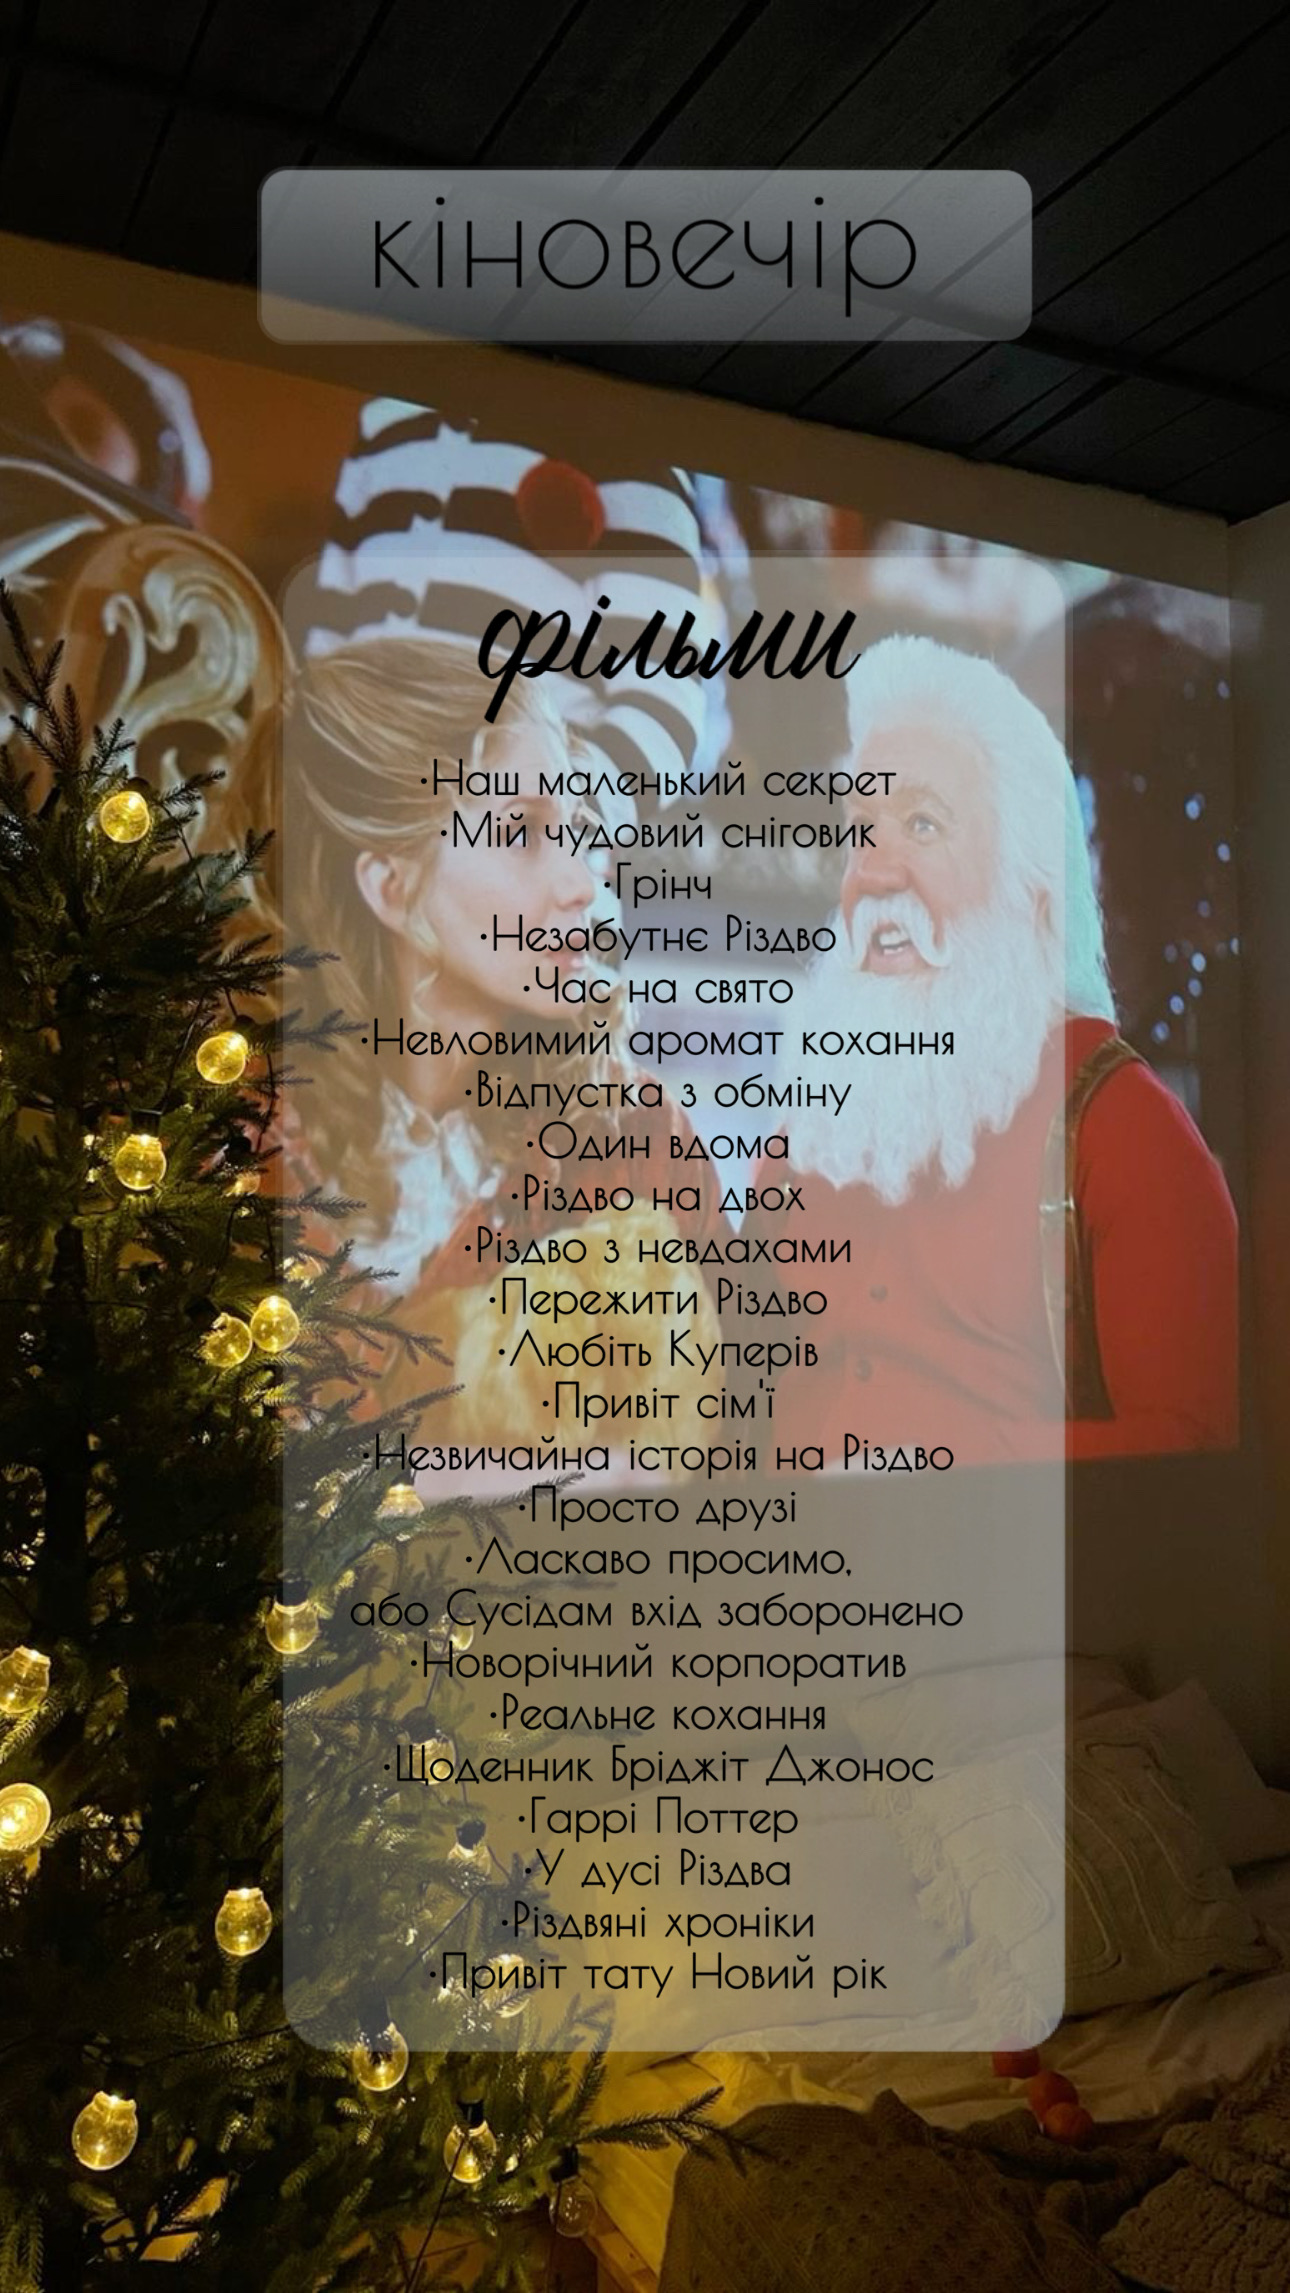 кіновечір
фільми
·Наш маленький секрет
·Мій чудовий сніговик
·Грінч
·Незабутнє Різдво
·Час на свято
·Невловимий аромат кохання
·Відпустка з обміну
·Один вдома
·Різдво на двох
·Різдво з невдахами
·Пережити Різдво
·Любіть Куперів
·Привіт сім'ї
·Незвичайна історія на Різдво
·Просто друзі
·Ласкаво просимо,
або Сусідам вхід заборонено
·Новорічний корпоратив
·Реальне кохання
·Щоденник Бріджіт Джонос
·Гаррі Поттер
·У дусі Різдва
·Різдвяні хроніки
·Привіт тату Новий рік